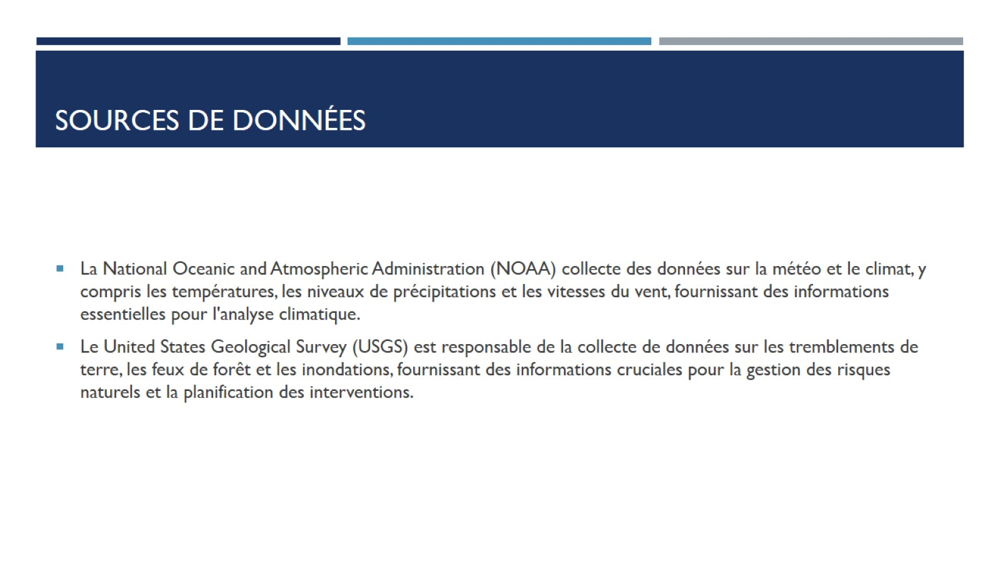 SOURCES DE DONNÉES
La National Oceanic and Atmospheric Administration (NOAA) collecte des données sur la météo et le climat, y
compris les températures, les niveaux de précipitations et les vitesses du vent, fournissant des informations
essentielles pour l'analyse climatique.
Le United States Geological Survey (USGS) est responsable de la collecte de données sur les tremblements de
terre, les feux de forêt et les inondations, fournissant des informations cruciales pour la gestion des risques
naturels et la planification des interventions.